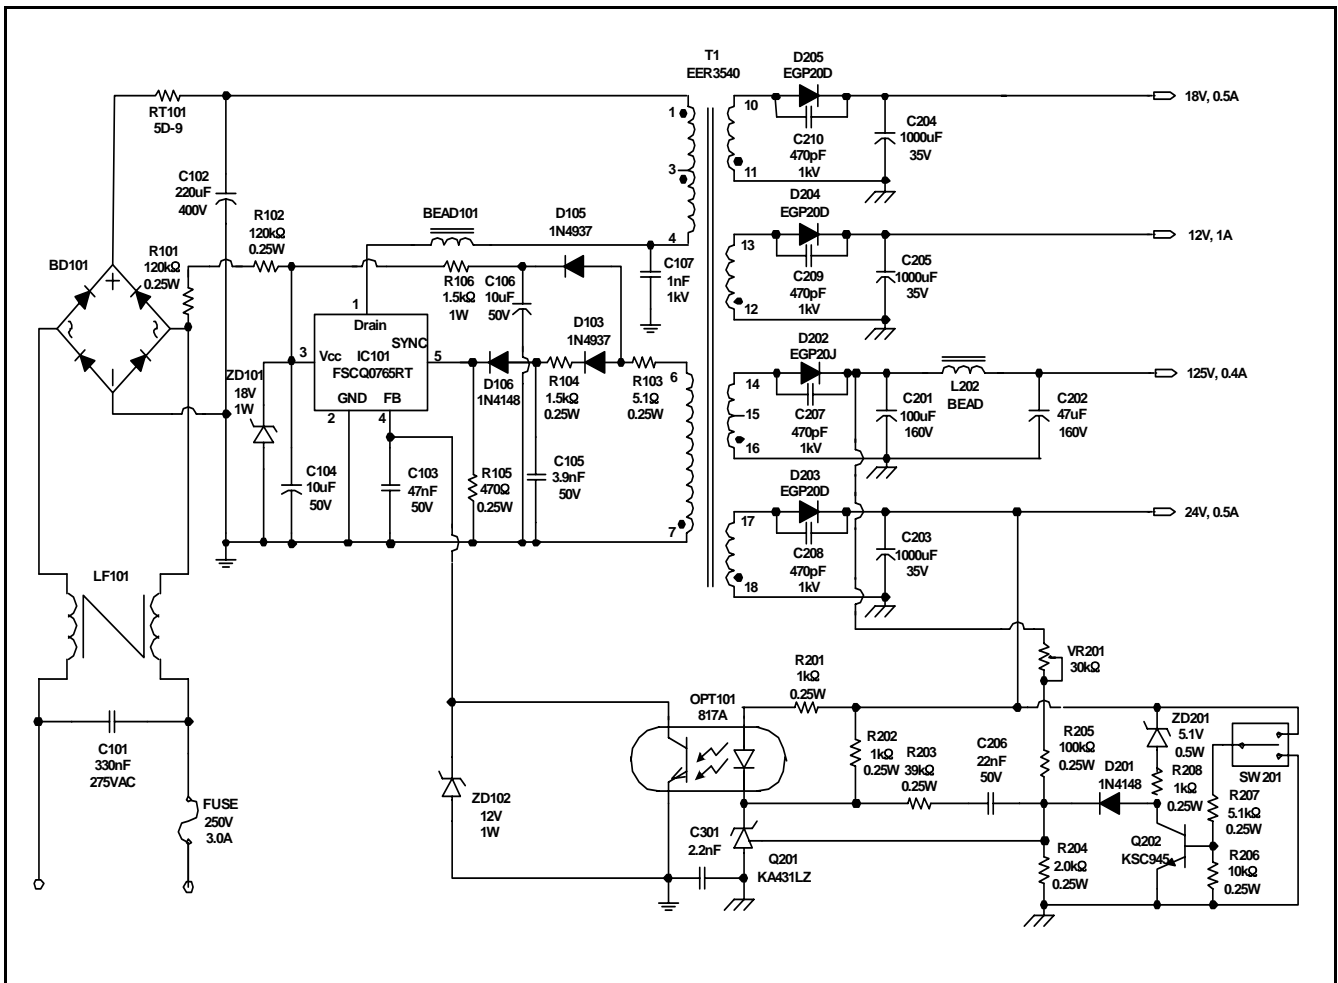 T1
EER3540
RT101
5D-9
C102
220uF
400V
R102
120kΩ
0.25W
R101
120kΩ
0.25W
BD101
BEAD101
D105
1N4937
R106
1.5kΩ
1W
C106
10uF
50V
C107
1nF
1kV
1
Drain
SYNC
3
Vcc
IC101
FSCQ0765RT
5
GND
FB
2
4
D106
1N4148
R104
1.5kΩ
0.25W
D103
1N4937
R103
5.1Ω
0.25W
ZD101
18V
1W
C104
10uF
50V
C103
47nF
50V
R105
470Ω
0.25W
C105
3.9nF
50V
1
3
4
6
7
10
11
13
12
14
15
16
17
18
D205
EGP20D
C210
470pF
1kV
C204
1000uF
35V
18V, 0.5A
D204
EGP20D
C209
470pF
1kV
C205
1000uF
35V
12V, 1A
D202
EGP20J
C207
470pF
1kV
C201
100uF
160V
L202
BEAD
C202
47uF
160V
125V, 0.4A
D203
EGP20D
C208
470pF
1kV
C203
1000uF
35V
24V, 0.5A
LF101
C101
330nF
275VAC
FUSE
250V
3.0A
ZD102
12V
1W
OPT101
817A
R201
1kΩ
0.25W
C301
2.2nF
Q201
KA431LZ
R202
1kΩ
0.25W
R203
39kΩ
0.25W
C206
22nF
50V
VR201
30kΩ
R205
100kΩ
0.25W
R204
2.0kΩ
0.25W
D201
1N4148
ZD201
5.1V
0.5W
R208
1kΩ
0.25W
Q202
KSC945
SW201
R207
5.1kΩ
0.25W
R206
10kΩ
0.25W